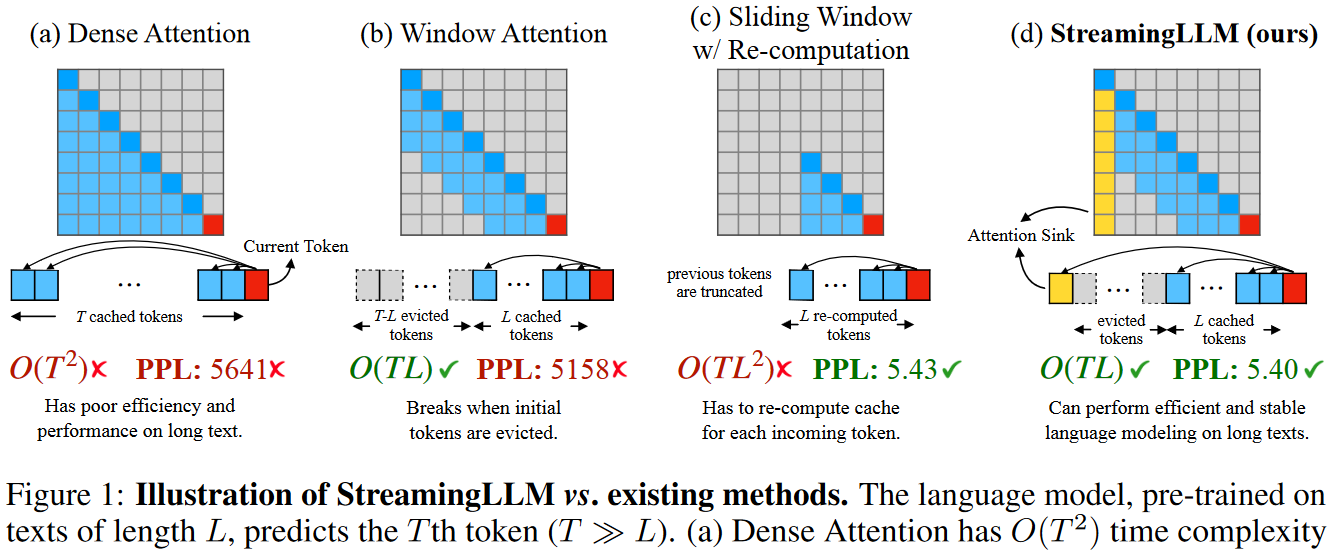 (a) Dense Attention
(b) Window Attention
(c) Sliding Window
w/ Re-computation
(d) StreamingLLM (ours)
Current Token
...
T cached tokens
...
...
T-L evicted
tokens
L cached
tokens
previous tokens
are truncated
...
L re-computed
tokens
Attention Sink
...
...
evicted
tokens
L cached
tokens
O(T²)✗ PPL: 5641✗
Has poor efficiency and
performance on long text.
O(TL)✓ PPL: 5158✗
Breaks when initial
tokens are evicted.
O(TL²)✗ PPL: 5.43✓
Has to re-compute cache
for each incoming token.
O(TL)✓ PPL: 5.40✓
Can perform efficient and stable
language modeling on long texts.
Figure 1: Illustration of StreamingLLM vs. existing methods. The language model, pre-trained on
texts of length L, predicts the Tth token (T ≫ L). (a) Dense Attention has O(T²) time complexity